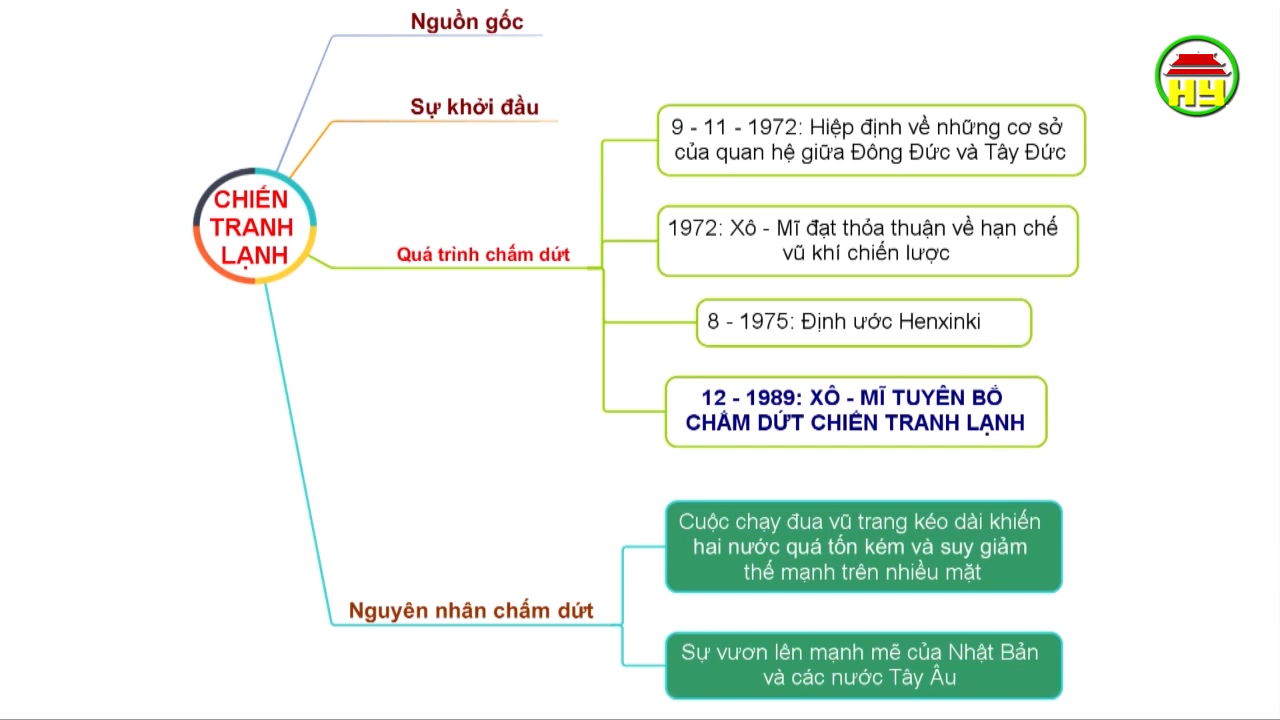 Nguồn gốc
Sự khởi đầu
CHIẾN
TRANH
LẠNH
Quá trình chấm dứt
9 - 11 - 1972: Hiệp định về những cơ sở
của quan hệ giữa Đông Đức và Tây Đức
1972: Xô - Mĩ đạt thỏa thuận về hạn chế
vũ khí chiến lược
8 - 1975: Định ước Henxinki
12 - 1989: XÔ - MĨ TUYÊN BỐ
CHẤM DỨT CHIẾN TRANH LẠNH
Nguyên nhân chấm dứt
Cuộc chạy đua vũ trang kéo dài khiến
hai nước quá tốn kém và suy giảm
thế mạnh trên nhiều mặt
Sự vươn lên mạnh mẽ của Nhật Bản
và các nước Tây Âu
HY